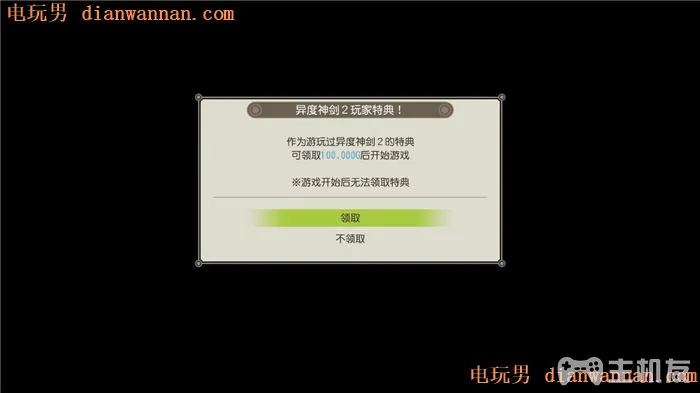 电玩男 dianwannan.com
异度神剑２玩家特典！
作为游玩过异度神剑２的特典
可领取100,000G后开始游戏
※游戏开始后无法领取特典
领取
不领取
主机友
电玩男 dianwannan.com